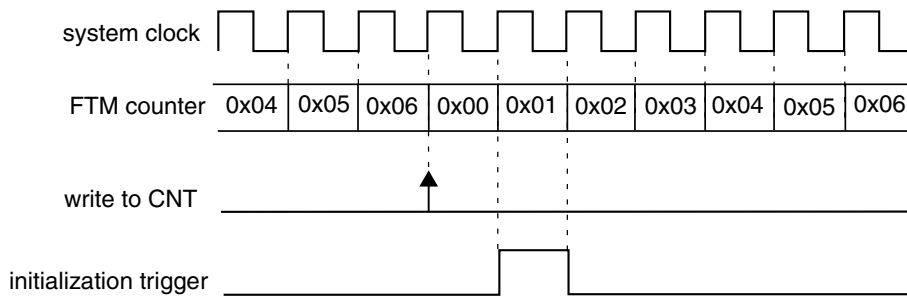 system clock
FTM counter 0x04 0x05 0x06 0x00 0x01 0x02 0x03 0x04 0x05 0x06
write to CNT
initialization trigger